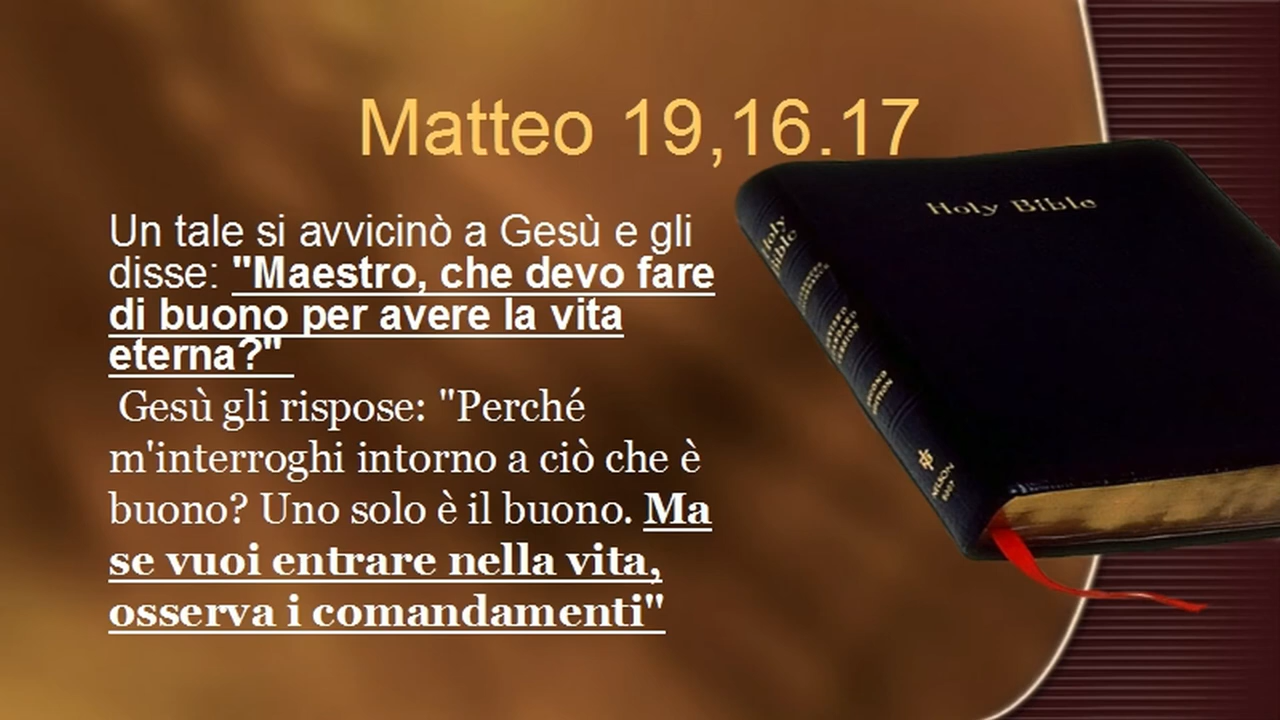 Matteo 19,16.17
Un tale si avvicinò a Gesù e gli
disse: "Maestro, che devo fare
di buono per avere la vita
eterna?"
Gesù gli rispose: "Perché
m'interroghi intorno a ciò che è
buono? Uno solo è il buono. Ma
se vuoi entrare nella vita,
osserva i comandamenti"
Holy Bible
Holy
Bible